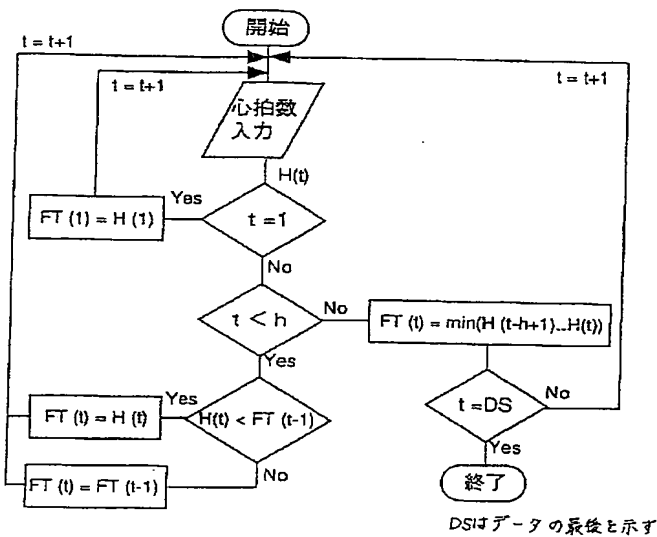 開始
t = t+1
t = t+1
t = t+1
心拍数
入力
H(t)
Yes
FT (1) = H (1)
t =1
No
t < h
No
FT (t) = min(H (t-h+1)...H(t))
Yes
Yes
FT (t) = H (t)
H(t) < FT (t-1)
t =DS
No
No
Yes
FT (t) = FT (t-1)
終了
DSはデータの最後を示す